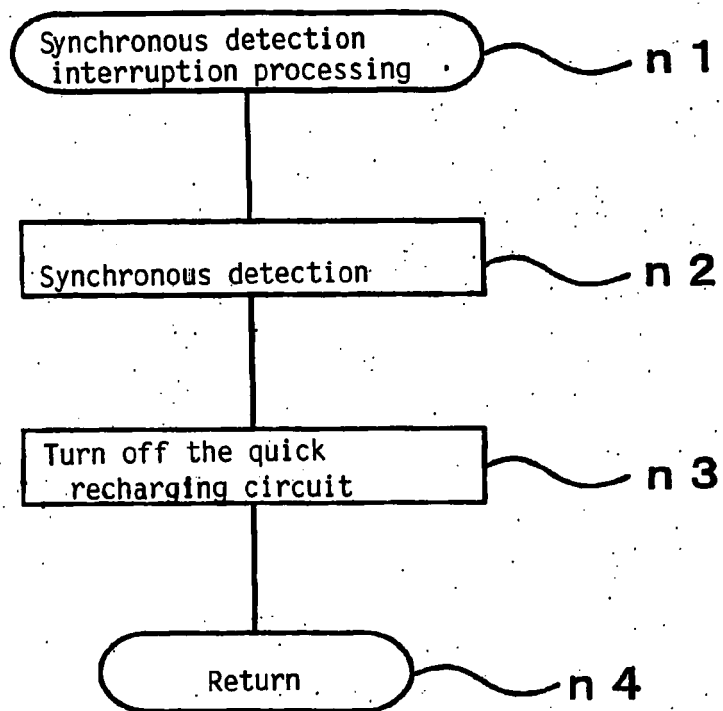 Synchronous detection
interruption processing
n 1
Synchronous detection
n 2
Turn off the quick
recharging circuit
n 3
Return
n 4